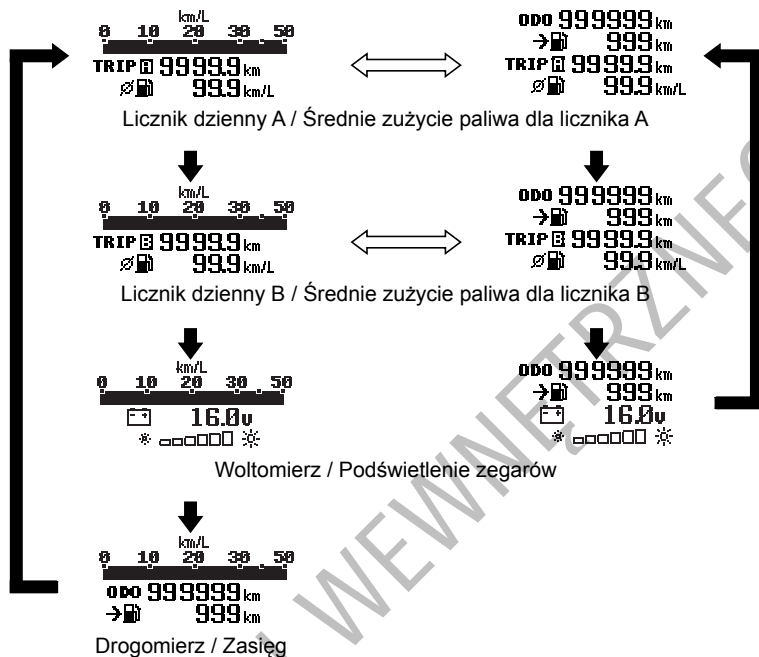 km/L
0 10 20 30 50
TRIP A 9999.9 km
99.9 km/L
ODO 999999 km
999 km
TRIP A 9999.9 km
99.9 km/L
Licznik dzienny A / Średnie zużycie paliwa dla licznika A
km/L
0 10 20 30 50
TRIP B 9999.9 km
99.9 km/L
ODO 999999 km
999 km
TRIP B 9999.9 km
99.9 km/L
Licznik dzienny B / Średnie zużycie paliwa dla licznika B
km/L
0 10 20 30 50
16.0v
ODO 999999 km
999 km
16.0v
Woltomierz / Podświetlenie zegarów
km/L
0 10 20 30 50
ODO 999999 km
999 km
Drogomierz / Zasięg